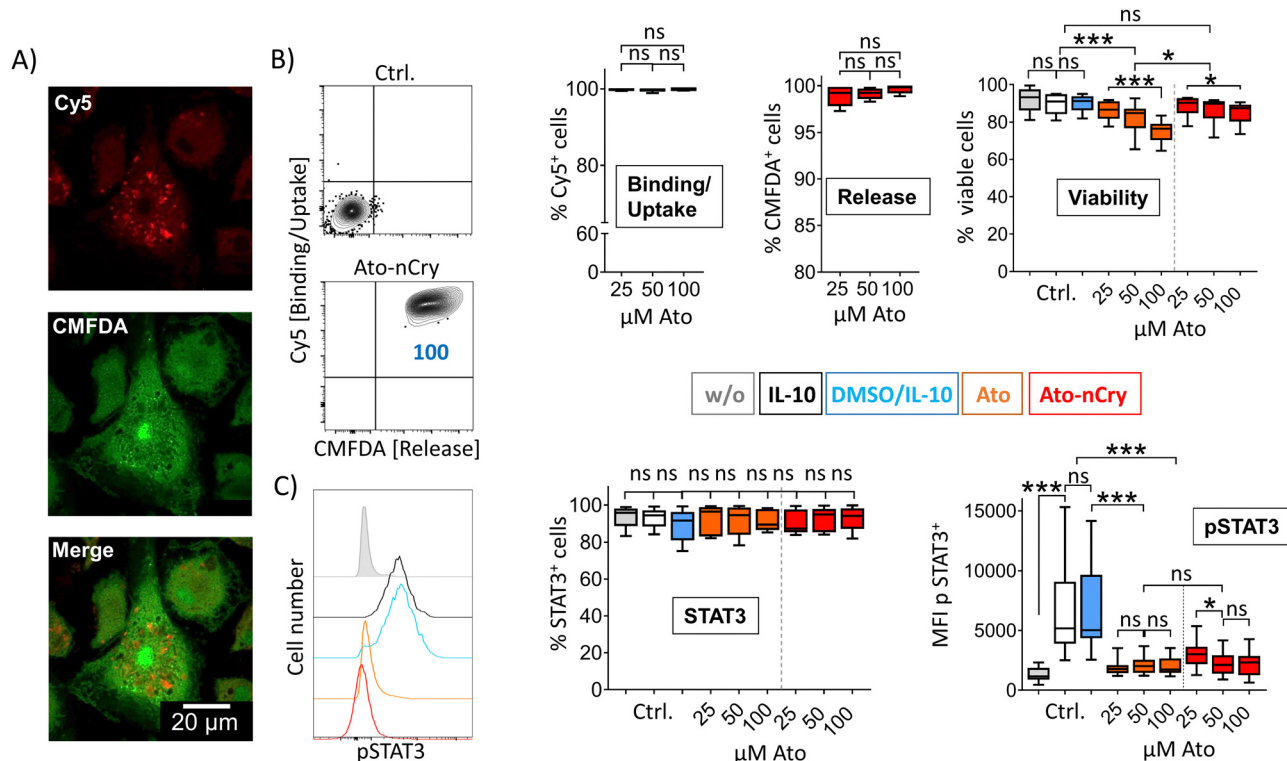 A)
Cy5
CMFDA
Merge
20 µm
B)
Ctrl.
Ato-nCry
100
Cy5 [Binding/Uptake]
CMFDA [Release]
ns
ns ns
100
80
60
0
% Cy5+ cells
Binding/
Uptake
25 50 100
µM Ato
ns
ns ns
100
95
90
85
80
% CMFDA+ cells
Release
25 50 100
µM Ato
ns
*** *
ns ns *** *
100
80
60
40
20
0
% viable cells
Viability
Ctrl. 25 50 100 25 50 100
µM Ato
w/o IL-10 DMSO/IL-10 Ato Ato-nCry
C)
Cell number
pSTAT3
ns ns ns ns ns ns ns ns
100
80
60
40
20
0
% STAT3+ cells
STAT3
Ctrl. 25 50 100 25 50 100
µM Ato
***
*** ns
***
ns
ns ns * ns
15000
10000
5000
0
MFI p STAT3+
pSTAT3
Ctrl. 25 50 100 25 50 100
µM Ato